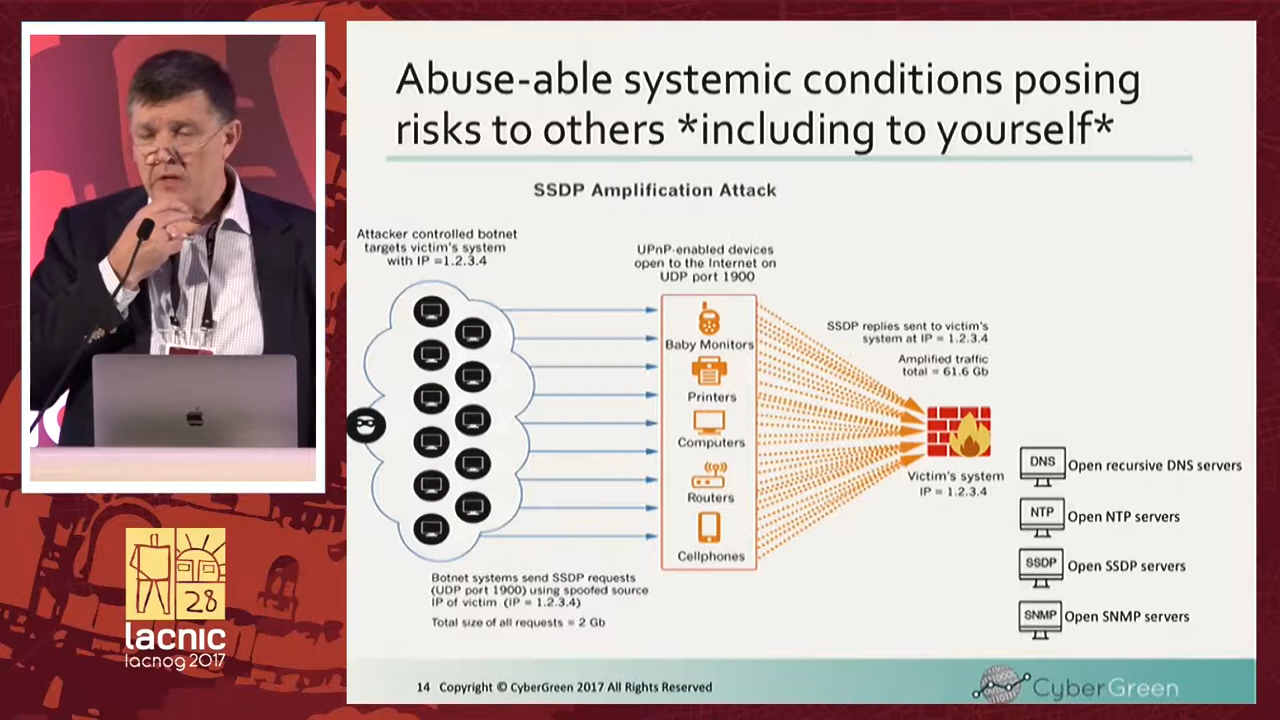 Abuse-able systemic conditions posing
risks to others *including to yourself*
SSDP Amplification Attack
Attacker controlled botnet
targets victim's system
with IP =1.2.3.4
UPnP-enabled devices
open to the Internet on
UDP port 1900
Baby Monitors
Printers
Computers
Routers
Cellphones
SSDP replies sent to victim's
system at IP = 1.2.3.4
Amplified traffic
total = 61.6 Gb
Victim's system
IP = 1.2.3.4
DNS Open recursive DNS servers
NTP Open NTP servers
SSDP Open SSDP servers
SNMP Open SNMP servers
Botnet systems send SSDP requests
(UDP port 1900) using spoofed source
IP of victim (IP = 1.2.3.4)
Total size of all requests = 2 Gb
28
lacnic
lacnog 2017
14 Copyright © CyberGreen 2017 All Rights Reserved
CyberGreen